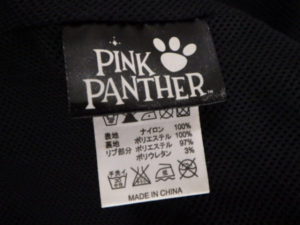 PINK
PANTHER™
表地 ナイロン 100%
裏地 ポリエステル 100%
リブ部分 ポリエステル 97%
ポリウレタン 3%
MADE IN CHINA